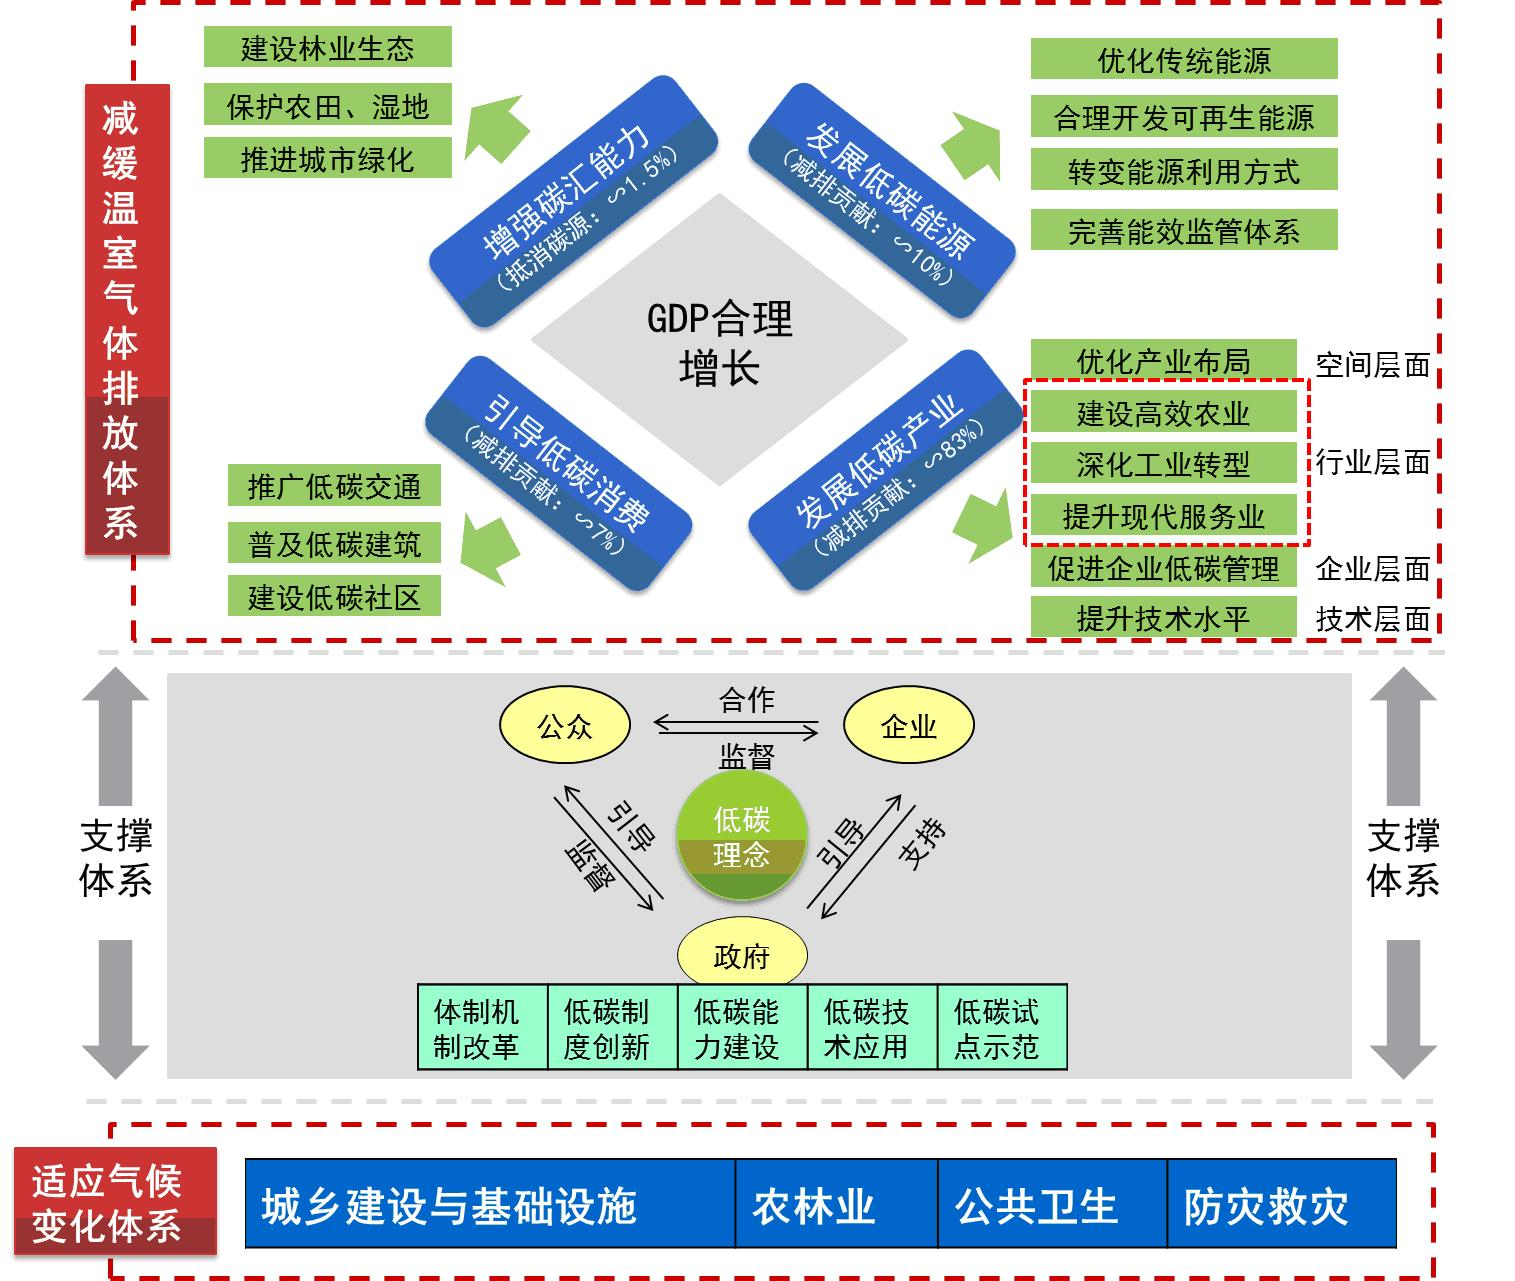 减缓温室气体排放体系
建设林业生态
保护农田、湿地
推进城市绿化
增强碳汇能力
（抵消碳源：∽1.5%）
发展低碳能源
（减排贡献：∽10%）
优化传统能源
合理开发可再生能源
转变能源利用方式
完善能效监管体系
GDP合理
增长
引导低碳消费
（减排贡献：∽7%）
推广低碳交通
普及低碳建筑
建设低碳社区
发展低碳产业
（减排贡献：∽83%）
优化产业布局
空间层面
建设高效农业
深化工业转型
行业层面
提升现代服务业
促进企业低碳管理
企业层面
提升技术水平
技术层面
支撑
体系
公众
合作
监督
企业
引导
监督
低碳
理念
引导
支持
政府
体制机
制改革
低碳制
度创新
低碳能
力建设
低碳技
术应用
低碳试
点示范
支撑
体系
适应气候
变化体系
城乡建设与基础设施
农林业
公共卫生
防灾救灾